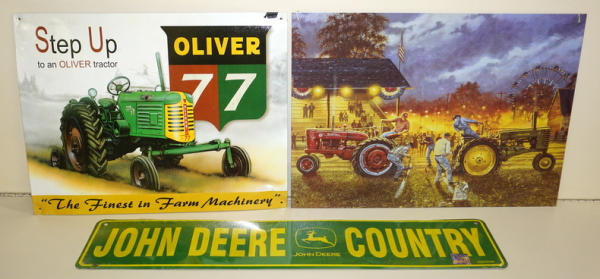 Step Up
to an OLIVER tractor
OLIVER
77
"The Finest in Farm Machinery".
JOHN DEERE COUNTRY
JOHN DEERE